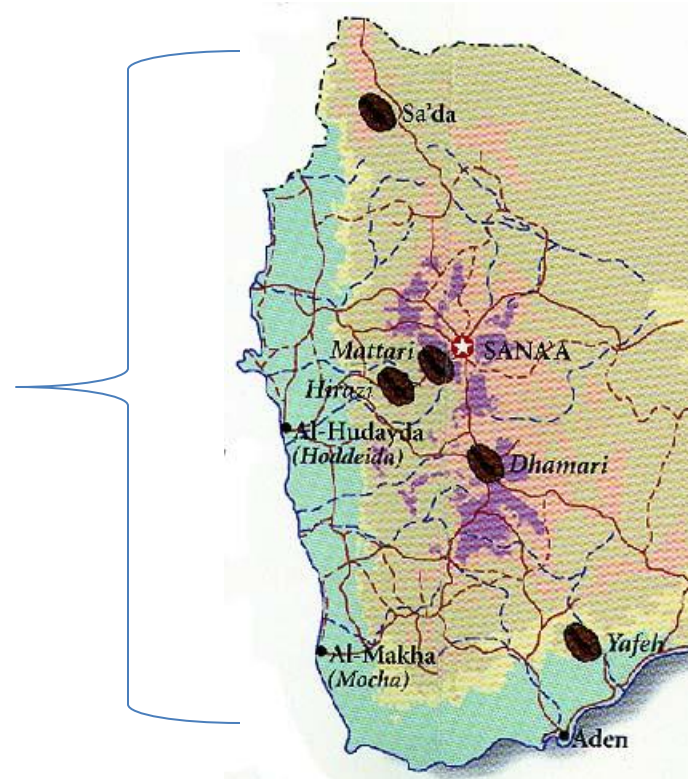 Sa'da
Mattari
SANA'A
Hirazi
Al-Hudayda
(Hoddeida)
Dhamari
Yafeh
Al-Makha
(Mocha)
Aden